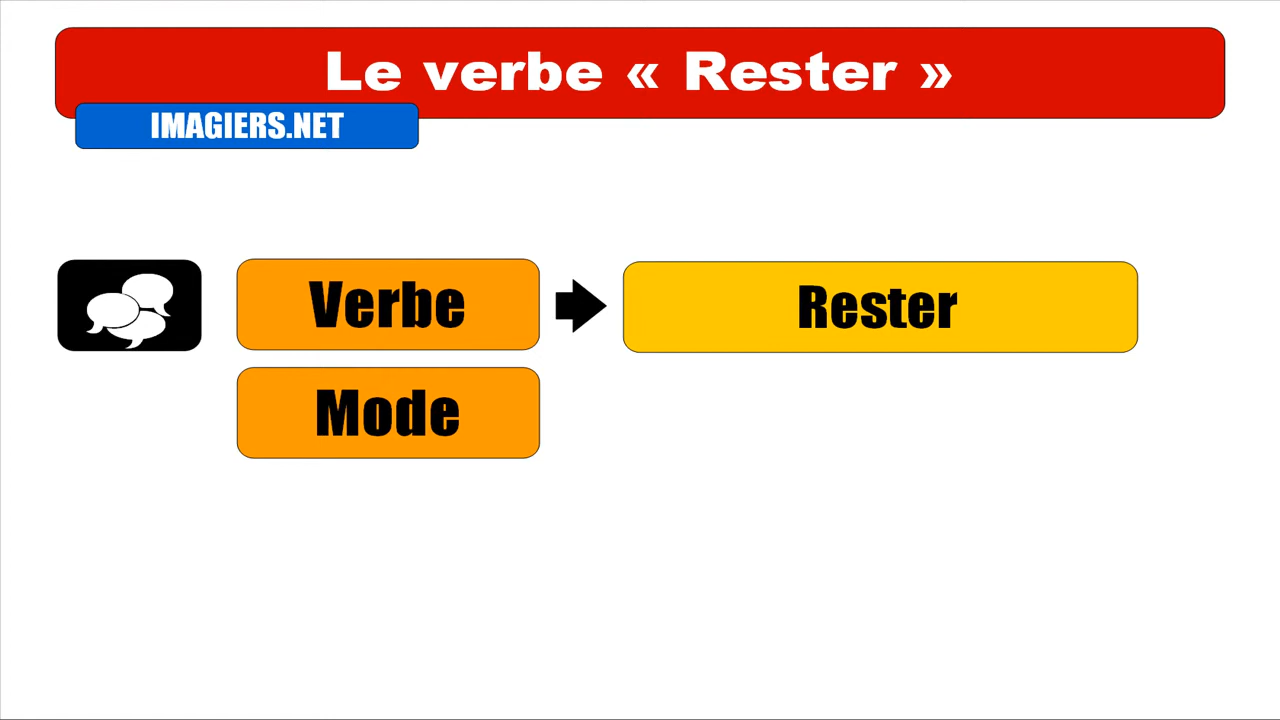 Le verbe « Rester »
IMAGIERS.NET
Verbe
Rester
Mode